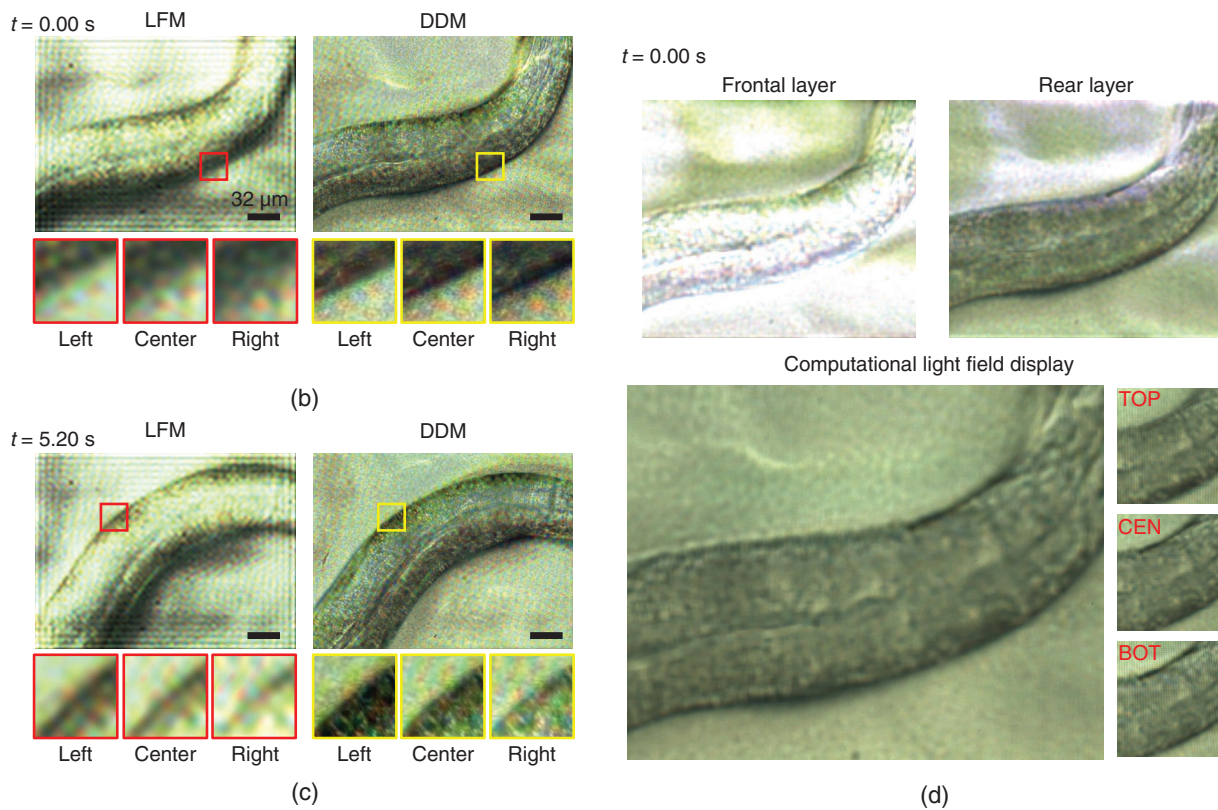 t = 0.00 s
LFM
DDM
32 µm
Left
Center
Right
Left
Center
Right
(b)
t = 5.20 s
LFM
DDM
Left
Center
Right
Left
Center
Right
(c)
t = 0.00 s
Frontal layer
Rear layer
Computational light field display
TOP
CEN
BOT
(d)